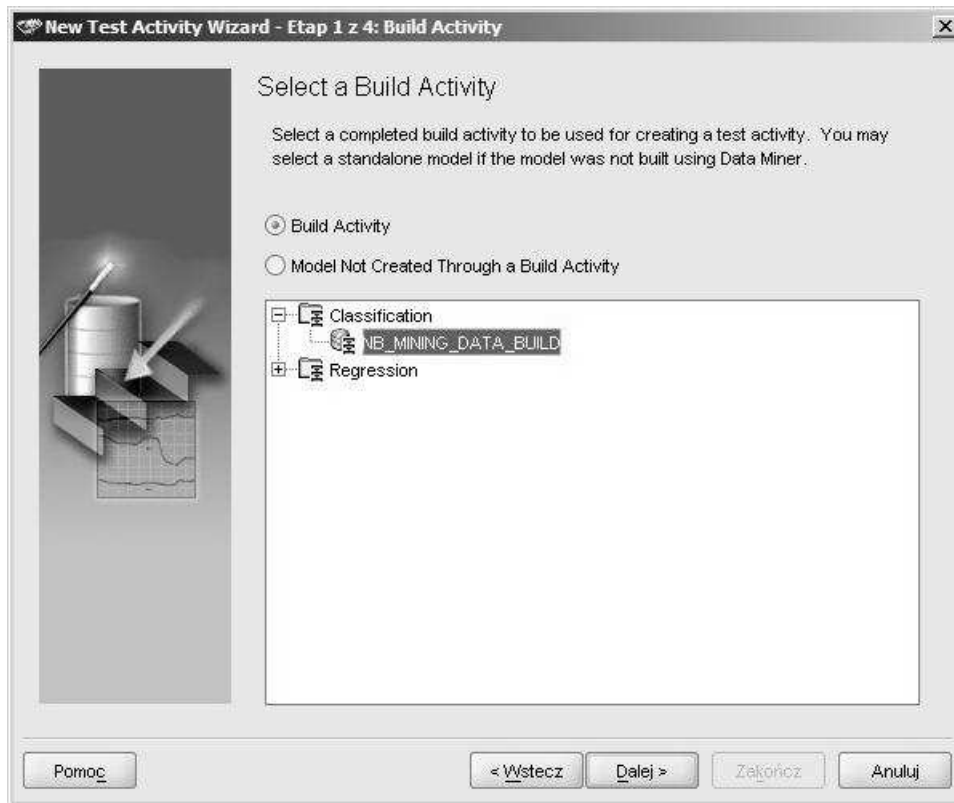 New Test Activity Wizard - Etap 1 z 4: Build Activity
Select a Build Activity
Select a completed build activity to be used for creating a test activity. You may
select a standalone model if the model was not built using Data Miner.
Build Activity
Model Not Created Through a Build Activity
Classification
NB_MINING_DATA_BUILD
Regression
Pomoc
< Wstecz
Dalej >
Zakończ
Anuluj